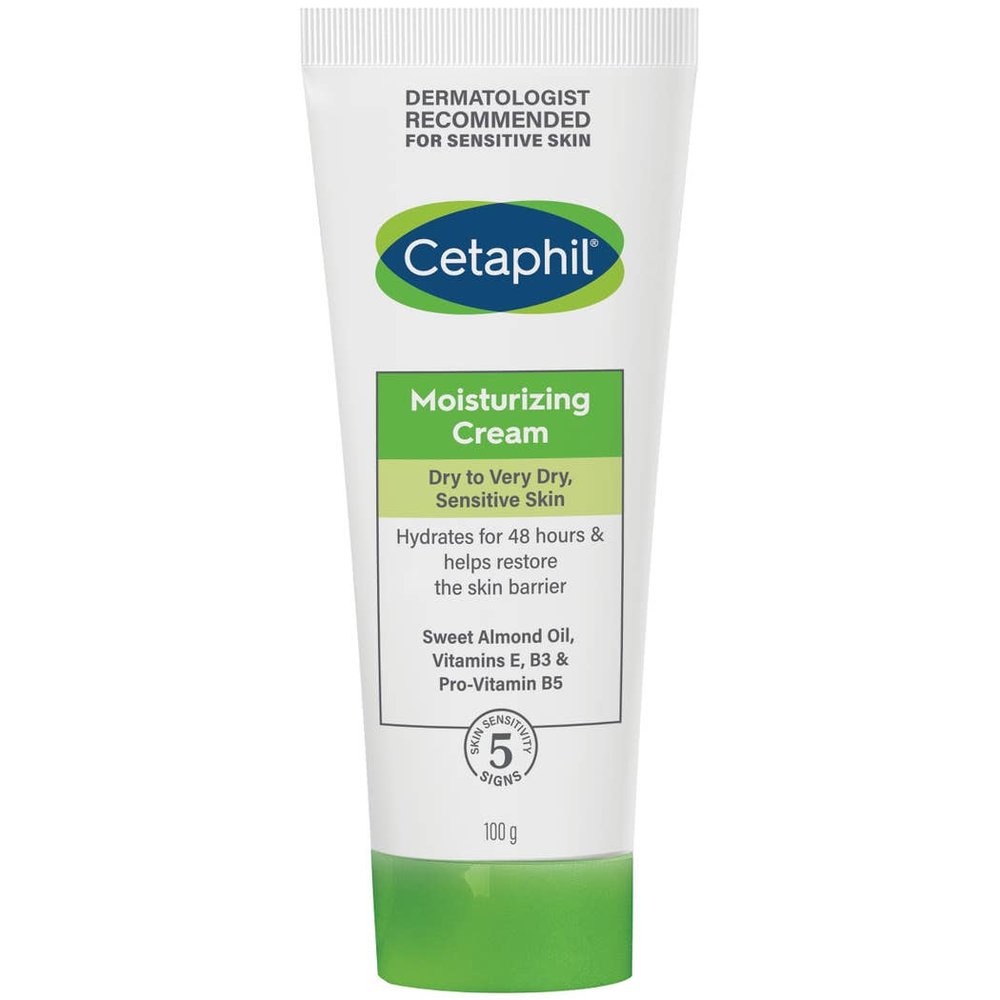 DERMATOLOGIST
RECOMMENDED
FOR SENSITIVE SKIN
Cetaphil®
Moisturizing
Cream
Dry to Very Dry,
Sensitive Skin
Hydrates for 48 hours &
helps restore
the skin barrier
Sweet Almond Oil,
Vitamins E, B3 &
Pro-Vitamin B5
SKIN SENSITIVITY
5
SIGNS
100 g